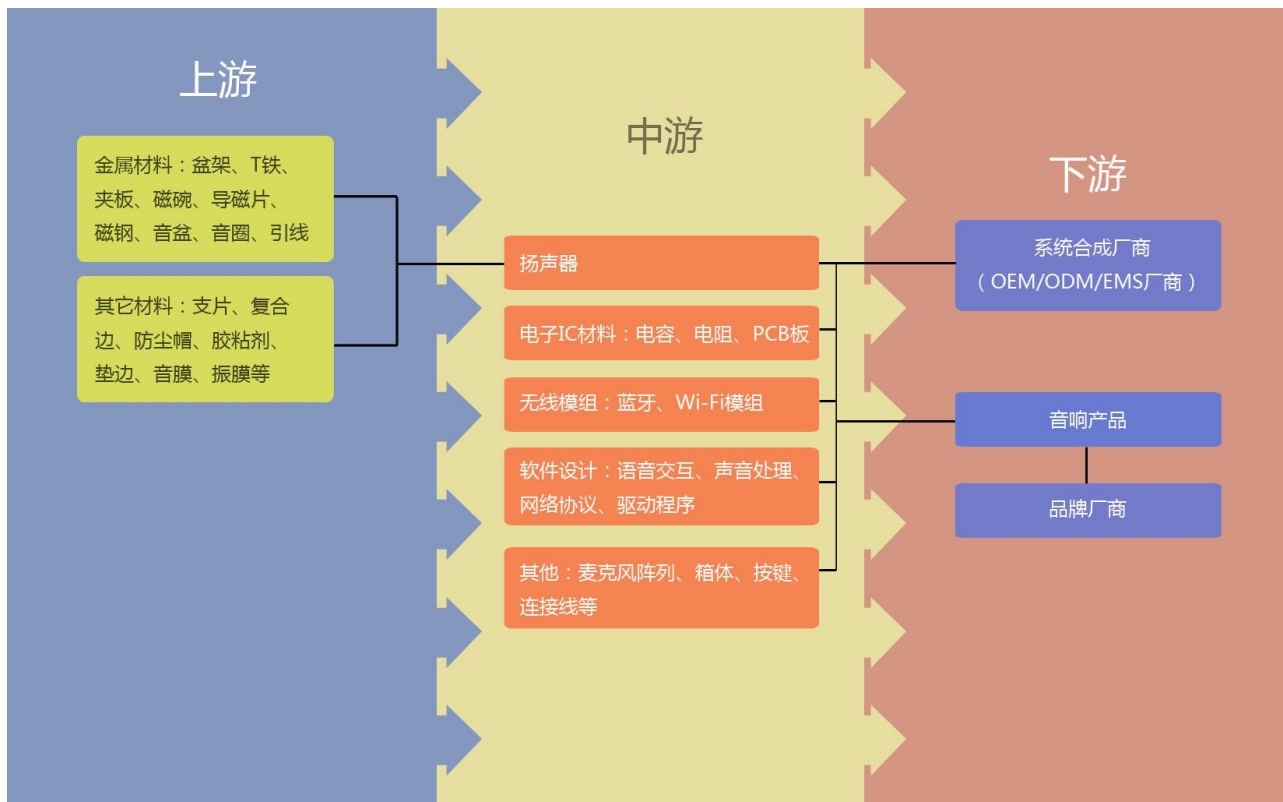 上游
金属材料：盆架、T铁、
夹板、磁碗、导磁片、
磁钢、音盆、音圈、引线
其它材料：支片、复合
边、防尘帽、胶粘剂、
垫边、音膜、振膜等
中游
扬声器
电子IC材料：电容、电阻、PCB板
无线模组：蓝牙、Wi-Fi模组
软件设计：语音交互、声音处理、
网络协议、驱动程序
其他：麦克风阵列、箱体、按键、
连接线等
下游
系统合成厂商
（OEM/ODM/EMS厂商）
音响产品
品牌厂商